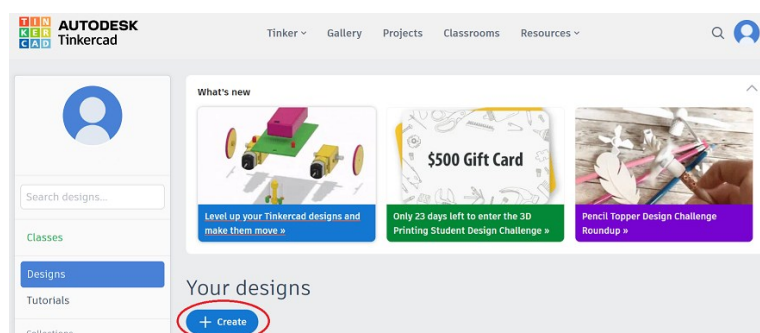 TIN
KER
CAD
AUTODESK
Tinkercad
Tinker
Gallery
Projects
Classrooms
Resources
What's new
$500 Gift Card
Level up your Tinkercad designs and
make them move »
Only 23 days left to enter the 3D
Printing Student Design Challenge »
Pencil Topper Design Challenge
Roundup »
Search designs...
Classes
Designs
Tutorials
Collections
Your designs
+ Create